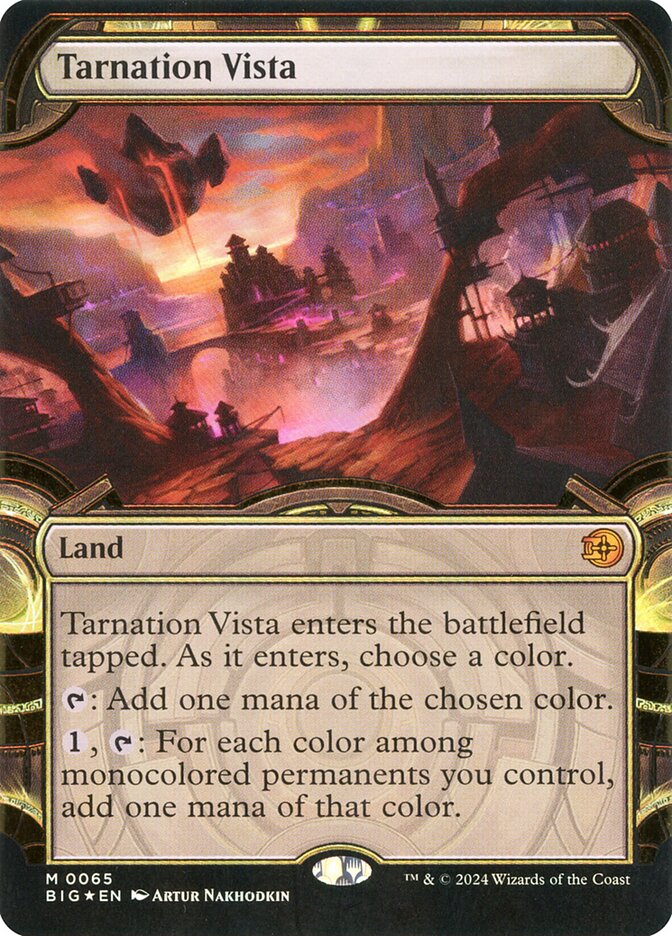 Tarnation Vista
Land
Tarnation Vista enters the battlefield
tapped. As it enters, choose a color.
: Add one mana of the chosen color.
1, : For each color among
monocolored permanents you control,
add one mana of that color.
M 0065
BIG★EN Artur Nakhodkin
™ & © 2024 Wizards of the Coast